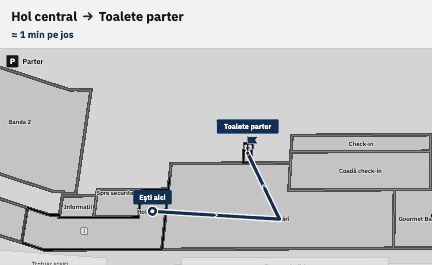 Hol central → Toalete parter
≈ 1 min pe jos
P Parter
Banda 2
Toalete parter
Check-in
Coadă check-in
Spre securita
Ești aici
Informații
Gourmet Ba
i